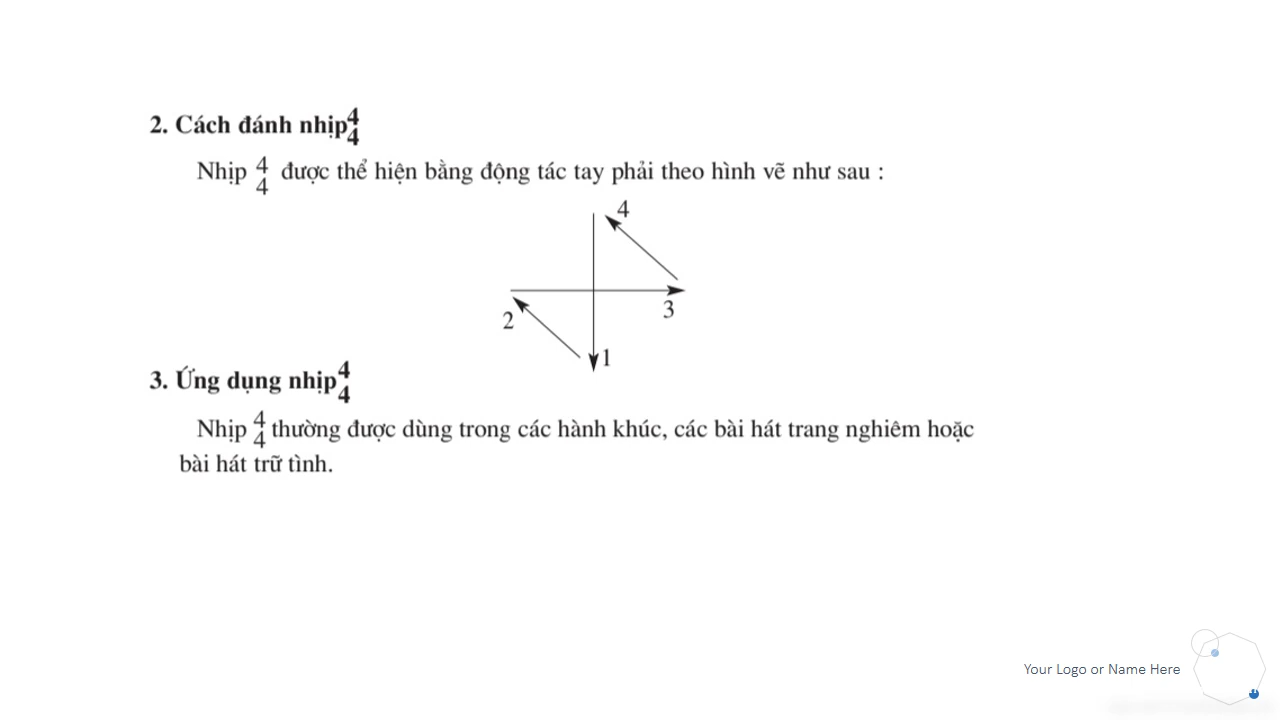 2. Cách đánh nhịp 4/4
Nhịp 4/4 được thể hiện bằng động tác tay phải theo hình vẽ như sau :
4
3
2
1
3. Ứng dụng nhịp 4/4
Nhịp 4/4 thường được dùng trong các hành khúc, các bài hát trang nghiêm hoặc
bài hát trữ tình.
Your Logo or Name Here